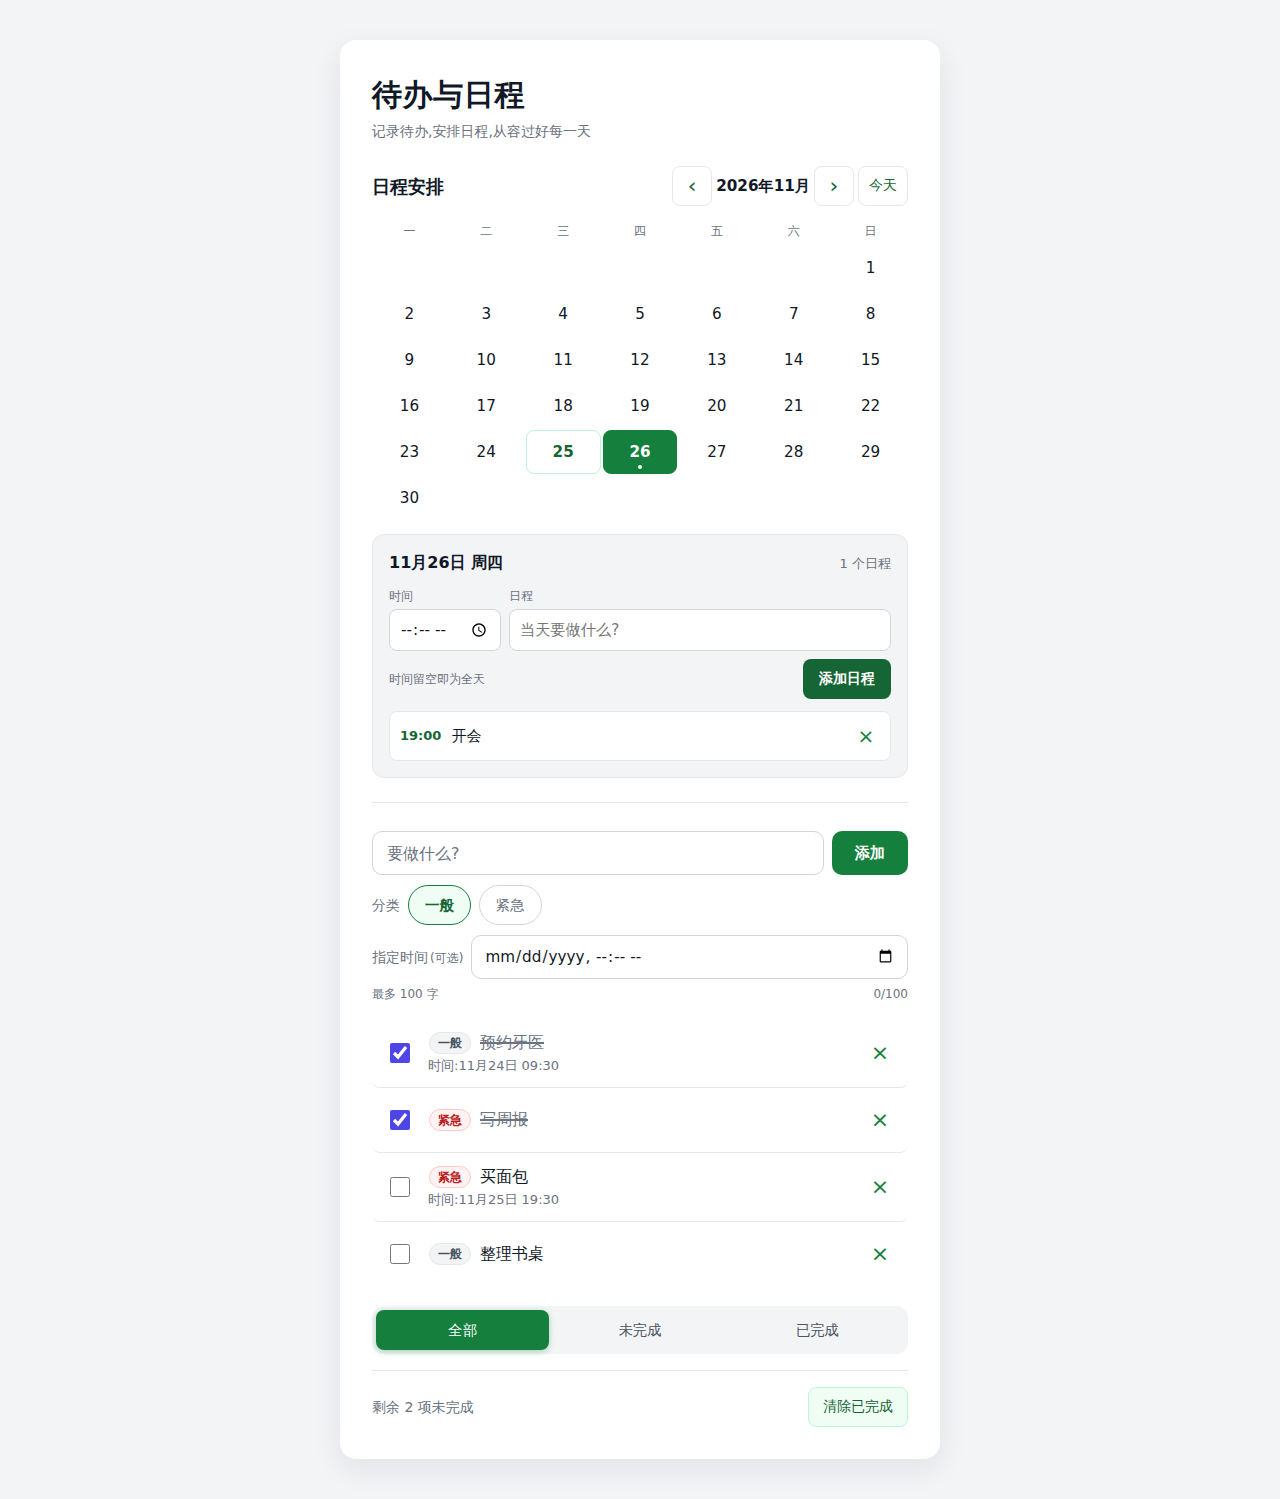 待办与日程
记录待办,安排日程,从容过好每一天
日程安排 ‹ 2026年11月 › 今天
一 二 三 四 五 六 日
1
2 3 4 5 6 7 8
9 10 11 12 13 14 15
16 17 18 19 20 21 22
23 24 25 26 27 28 29
30
11月26日 周四 1 个日程
时间 日程
--:-- -- 当天要做什么?
时间留空即为全天 添加日程
19:00 开会 ×
要做什么? 添加
分类 一般 紧急
指定时间(可选) mm/dd/yyyy, --:-- --
最多 100 字 0/100
一般 预约牙医 ×
时间:11月24日 09:30
紧急 写周报 ×
紧急 买面包 ×
时间:11月25日 19:30
一般 整理书桌 ×
全部 未完成 已完成
剩余 2 项未完成 清除已完成